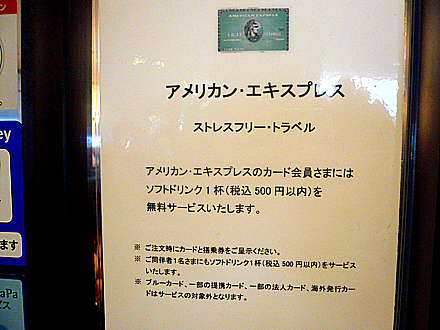 AMERICAN EXPRESS
アメリカン・エキスプレス
ストレスフリー・トラベル
アメリカン・エキスプレスのカード会員さまには
ソフトドリンク1杯(税込500円以内)を
無料サービスいたします。
※ ご注文時にカードと搭乗券をご呈示ください。
※ ご同伴者1名さまにもソフトドリンク1杯(税込500円以内)をサービス
いたします。
※ ブルーカード、一部の提携カード、一部の法人カード、海外発行カー
ドはサービスの対象外となります。
ey
ます
aPa
ビス